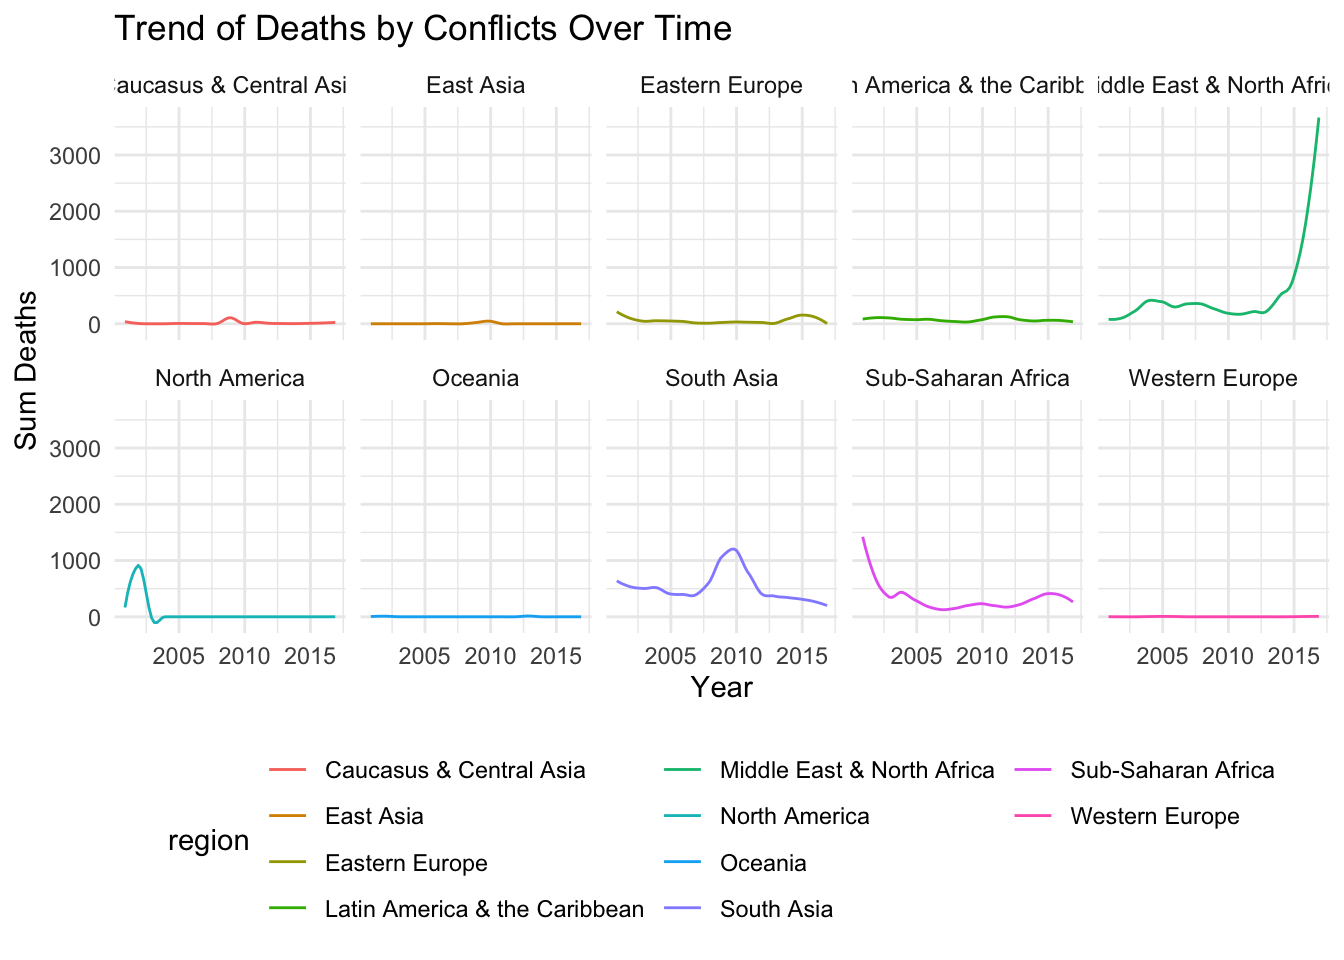 Trend of Deaths by Conflicts Over Time
aucasus & Central Asi
East Asia
Eastern Europe
n America & the Caribb
iddle East & North Afri
3000
2000
1000
0
North America
Oceania
South Asia
Sub-Saharan Africa
Western Europe
3000
2000
1000
0
Sum Deaths
2005 2010 2015
2005 2010 2015
2005 2010 2015
2005 2010 2015
2005 2010 2015
Year
region
Caucasus & Central Asia
East Asia
Eastern Europe
Latin America & the Caribbean
Middle East & North Africa
North America
Oceania
South Asia
Sub-Saharan Africa
Western Europe